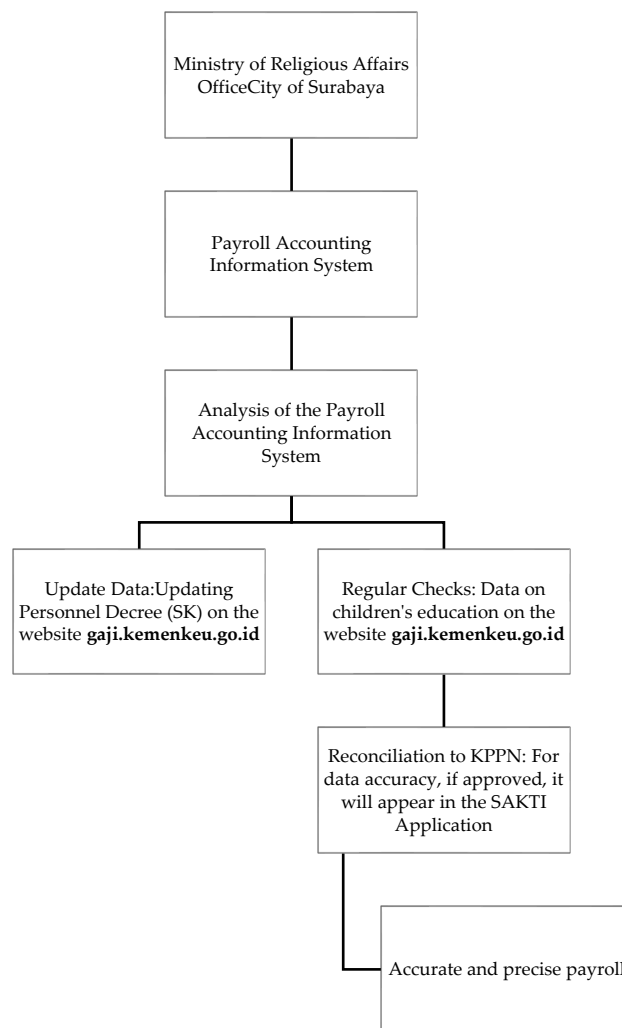 Ministry of Religious Affairs
OfficeCity of Surabaya
Payroll Accounting
Information System
Analysis of the Payroll
Accounting Information
System
Update Data:Updating
Personnel Decree (SK) on the
website gaji.kemenkeu.go.id
Regular Checks: Data on
children's education on the
website gaji.kemenkeu.go.id
Reconciliation to KPPN: For
data accuracy, if approved, it
will appear in the SAKTI
Application
Accurate and precise payroll